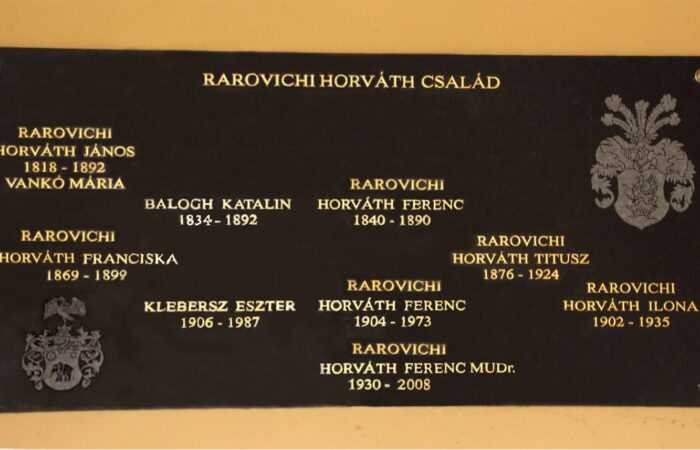 RAROVICHI HORVÁTH CSALÁD
RAROVICHI
HORVÁTH JÁNOS
1818 - 1892
VANKÓ MÁRIA
BALOGH KATALIN
1834 - 1892
RAROVICHI
HORVÁTH FERENC
1840 - 1890
RAROVICHI
HORVÁTH FRANCISKA
1869 - 1899
RAROVICHI
HORVÁTH TITUSZ
1876 - 1924
KLEBERSZ ESZTER
1906 - 1987
RAROVICHI
HORVÁTH FERENC
1904 - 1973
RAROVICHI
HORVÁTH ILONA
1902 - 1935
RAROVICHI
HORVÁTH FERENC MUDr.
1930 - 2008